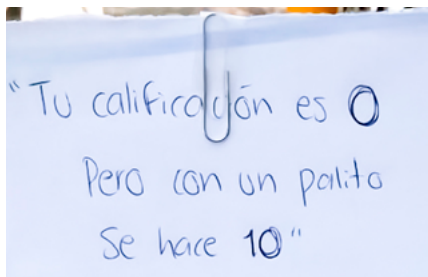 "Tu calificación es 0
Pero con un palito
Se hace 10"